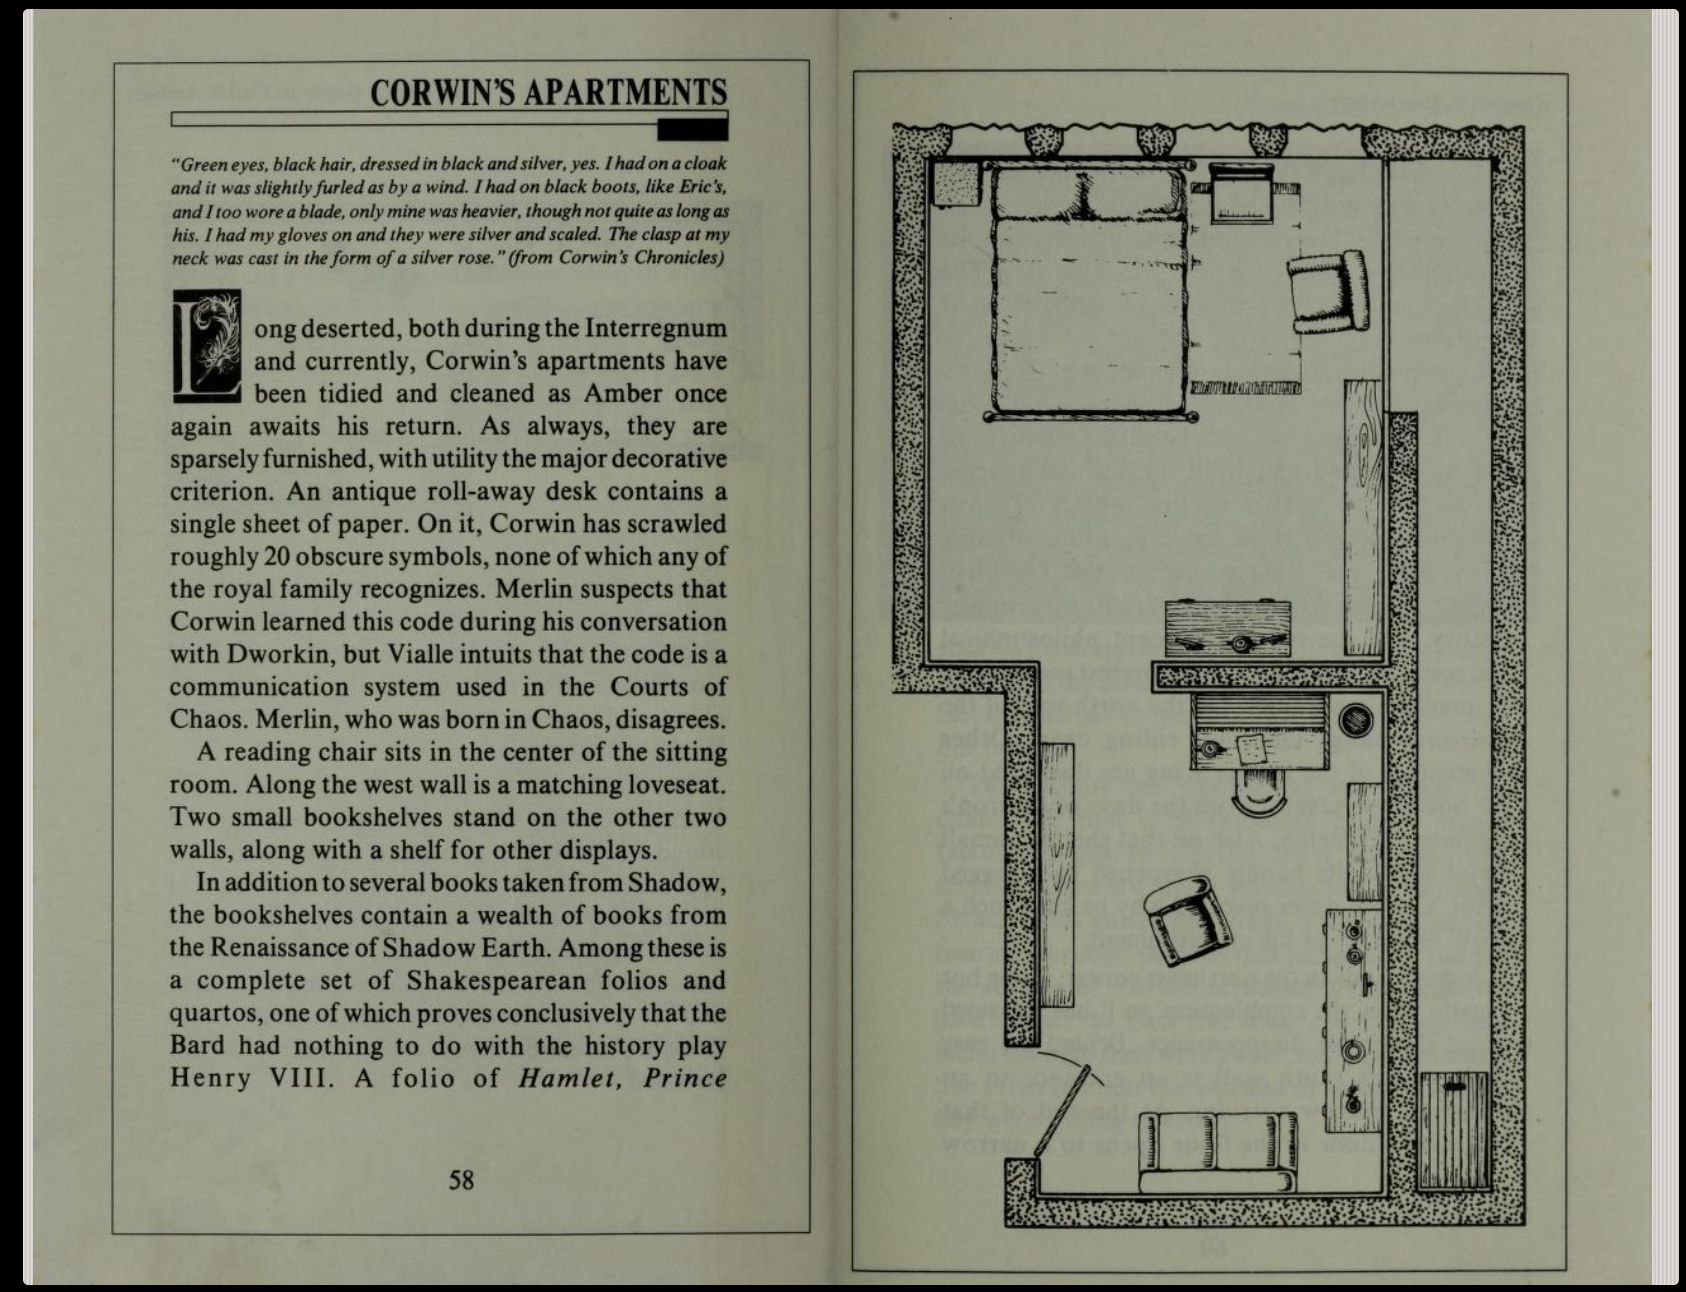 CORWIN'S APARTMENTS
"Green eyes, black hair, dressed in black and silver, yes. I had on a cloak
and it was slightly furled as by a wind. I had on black boots, like Eric's,
and I too wore a blade, only mine was heavier, though not quite as long as
his. I had my gloves on and they were silver and scaled. The clasp at my
neck was cast in the form of a silver rose." (from Corwin's Chronicles)
Long deserted, both during the Interregnum
and currently, Corwin's apartments have
been tidied and cleaned as Amber once
again awaits his return. As always, they are
sparsely furnished, with utility the major decorative
criterion. An antique roll-away desk contains a
single sheet of paper. On it, Corwin has scrawled
roughly 20 obscure symbols, none of which any of
the royal family recognizes. Merlin suspects that
Corwin learned this code during his conversation
with Dworkin, but Vialle intuits that the code is a
communication system used in the Courts of
Chaos. Merlin, who was born in Chaos, disagrees.
A reading chair sits in the center of the sitting
room. Along the west wall is a matching loveseat.
Two small bookshelves stand on the other two
walls, along with a shelf for other displays.
In addition to several books taken from Shadow,
the bookshelves contain a wealth of books from
the Renaissance of Shadow Earth. Among these is
a complete set of Shakespearean folios and
quartos, one of which proves conclusively that the
Bard had nothing to do with the history play
Henry VIII. A folio of Hamlet, Prince
58